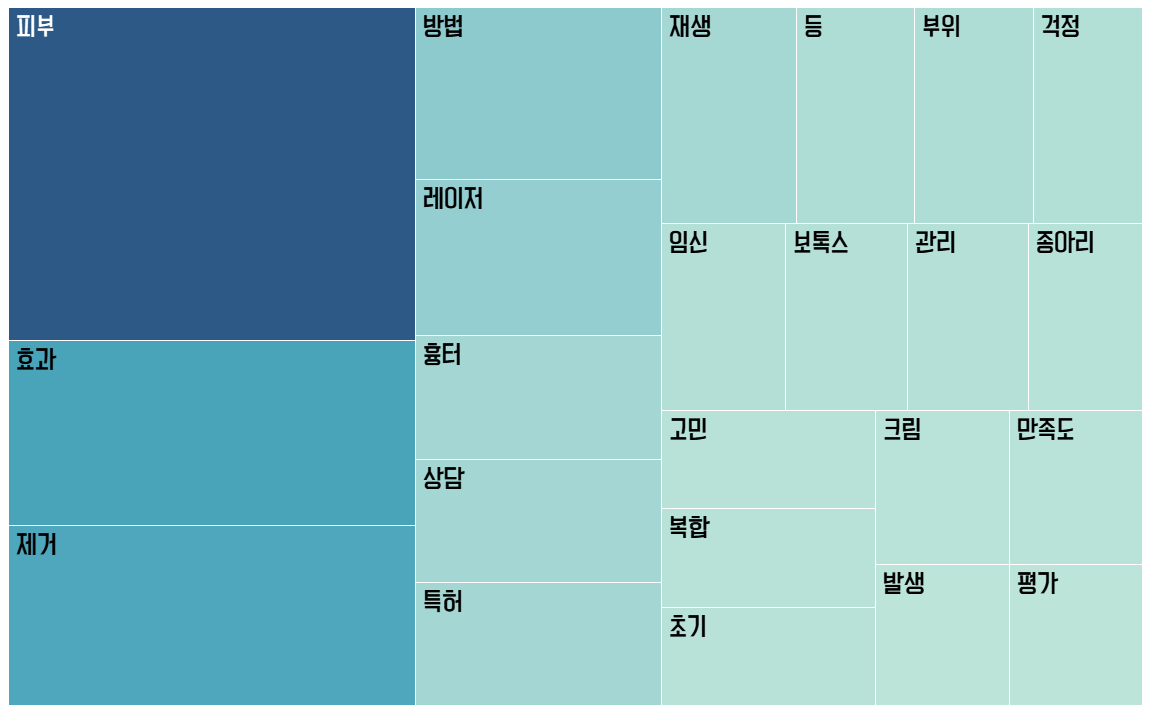 피부
효과
제거
방법
레이저
흉터
상담
특허
재생
등
부위
걱정
임신
보톡스
관리
종아리
고민
복합
초기
크림
만족도
발생
평가